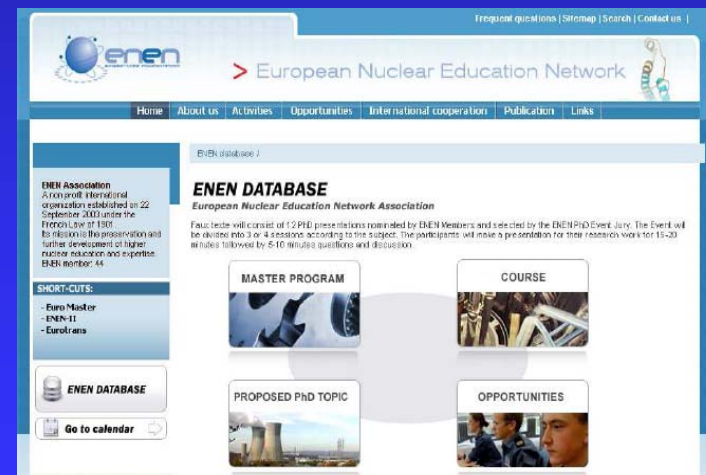 Frequent questions | Sitemap | Search | Contact us |
enen
> European Nuclear Education Network
Home About us Activities Opportunities International cooperation Publication Links
ENEN database /
ENEN Association
A non profit international
organization established on 22
September 2003 under the
French Law of 1901.
Its mission is the preservation and
further development of higher
nuclear education and expertise.
ENEN member: 44
SHORT-CUTS:
- Euro Master
- ENEN-II
- Eurotrans
ENEN DATABASE
Go to calendar
ENEN DATABASE
European Nuclear Education Network Association
Faux texte will consist of 12 PhD presentations nominated by ENEN Members and selected by the ENEN PhD Event Jury. The Event will
be divided into 3 or 4 sessions according to the subject. The participants will make a presentation for their research work for 15-20
minutes followed by 5-10 minutes questions and discussion.
MASTER PROGRAM
COURSE
PROPOSED PhD TOPIC
OPPORTUNITIES